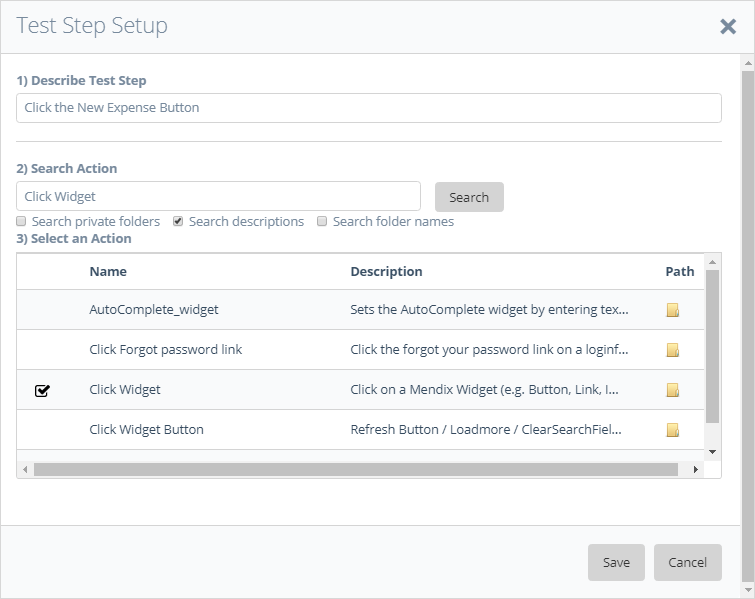 Test Step Setup
1) Describe Test Step
Click the New Expense Button
2) Search Action
Click Widget Search
Search private folders Search descriptions Search folder names
3) Select an Action
Name Description Path
AutoComplete_widget Sets the AutoComplete widget by entering tex...
Click Forgot password link Click the forgot your password link on a loginf...
Click Widget Click on a Mendix Widget (e.g. Button, Link, I...
Click Widget Button Refresh Button / Loadmore / ClearSearchFiel...
Save Cancel